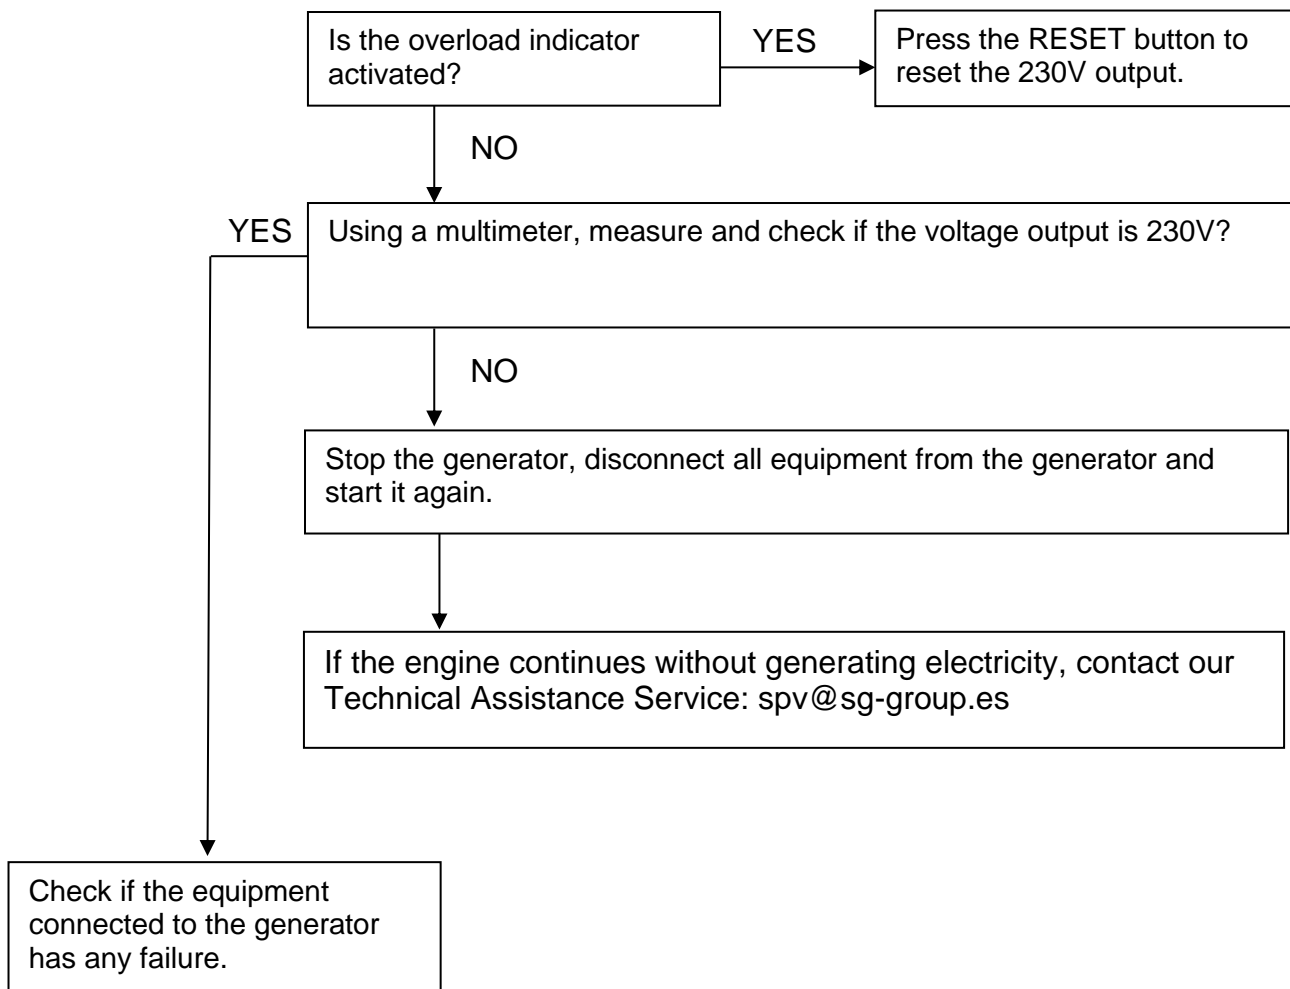 Is the overload indicator
activated?
YES
Press the RESET button to
reset the 230V output.
NO
YES
Using a multimeter, measure and check if the voltage output is 230V?
NO
Stop the generator, disconnect all equipment from the generator and
start it again.
If the engine continues without generating electricity, contact our
Technical Assistance Service: spv@sg-group.es
Check if the equipment
connected to the generator
has any failure.